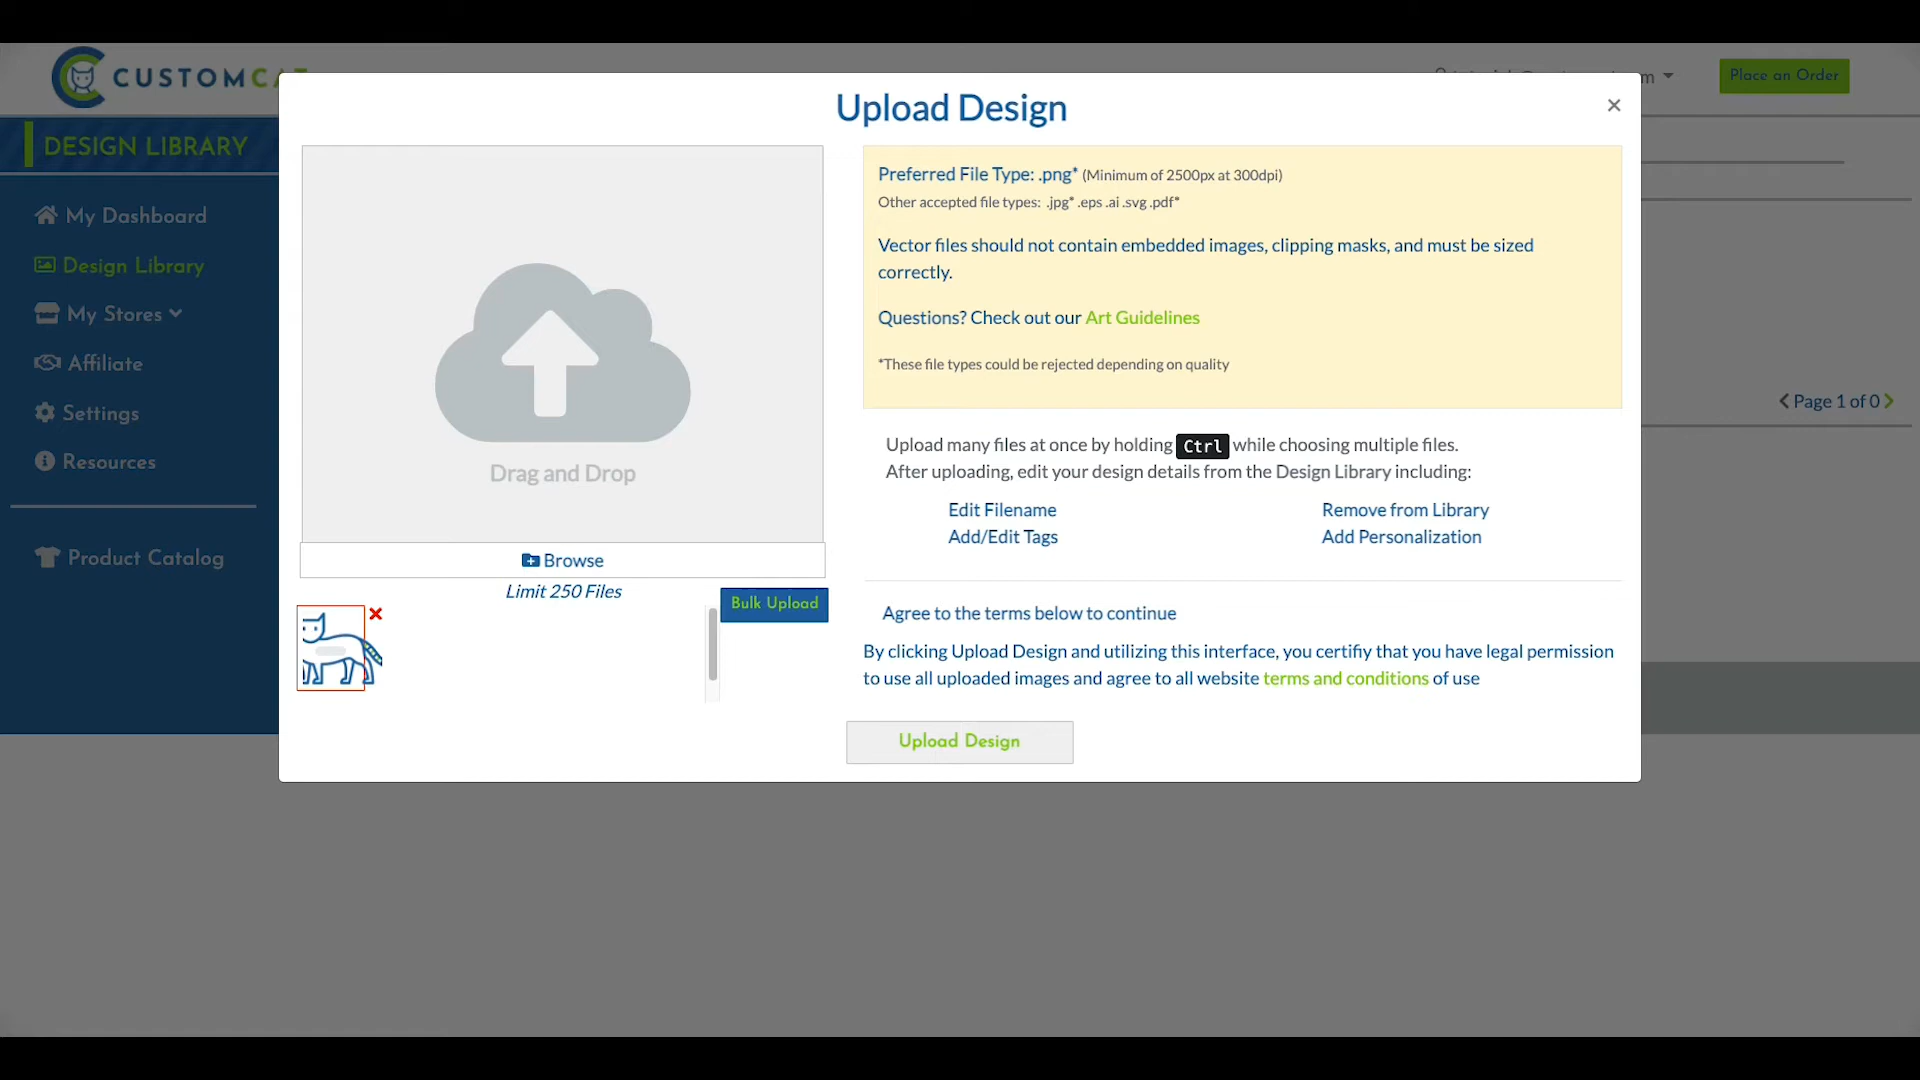 CUSTOMCA
m
Place an Order
Upload Design
×
DESIGN LIBRARY
My Dashboard
Design Library
My Stores
Affiliate
Settings
Resources
Product Catalog
Drag and Drop
Browse
Limit 250 Files
Bulk Upload
Preferred File Type: .png* (Minimum of 2500px at 300dpi)
Other accepted file types: .jpg* .eps .ai .svg .pdf*
Vector files should not contain embedded images, clipping masks, and must be sized
correctly.
Questions? Check out our Art Guidelines
*These file types could be rejected depending on quality
Upload many files at once by holding Ctrl while choosing multiple files.
After uploading, edit your design details from the Design Library including:
Edit Filename
Remove from Library
Add/Edit Tags
Add Personalization
Agree to the terms below to continue
By clicking Upload Design and utilizing this interface, you certifiy that you have legal permission
to use all uploaded images and agree to all website terms and conditions of use
Upload Design
Page 1 of 0